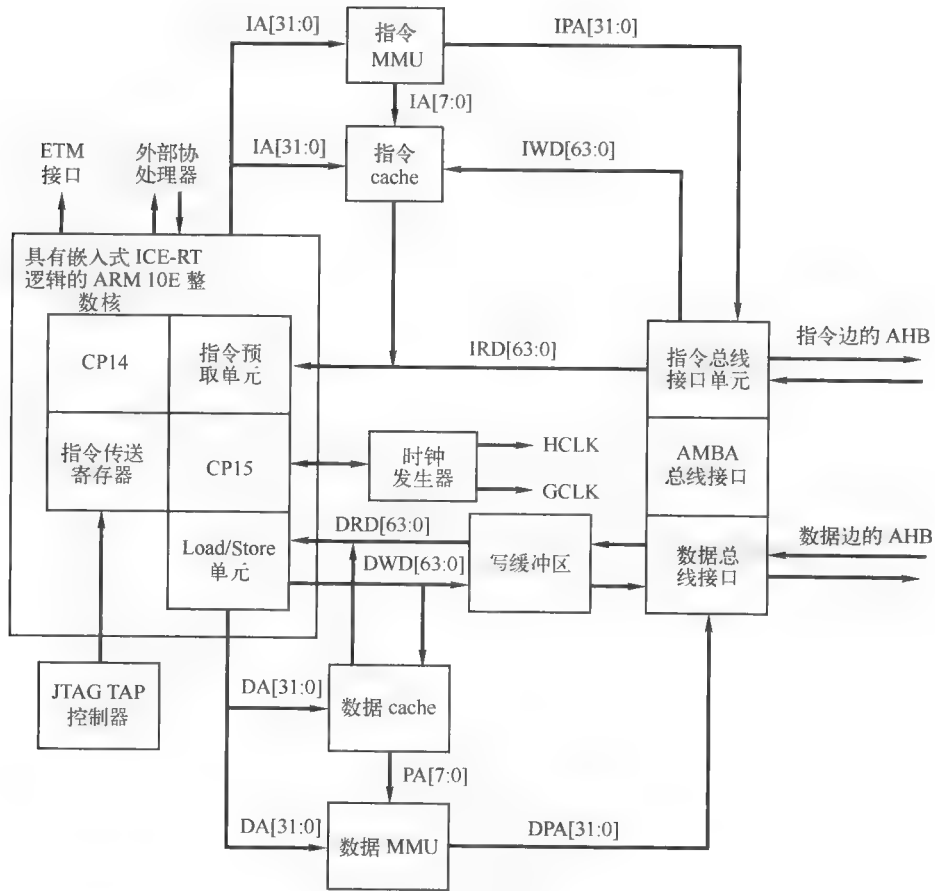 IA[31:0]
指令
MMU
IPA[31:0]
IA[7:0]
ETM
接口
外部协
处理器
IA[31:0]
指令
cache
IWD[63:0]
具有嵌入式 ICE-RT
逻辑的 ARM 10E 整
数核
CP14
指令预
取单元
IRD[63:0]
指令总线
接口单元
指令边的 AHB
指令传送
寄存器
CP15
时钟
发生器
HCLK
GCLK
AMBA
总线接口
Load/Store
单元
DRD[63:0]
DWD[63:0]
写缓冲区
数据总
线接口
数据边的 AHB
JTAG TAP
控制器
DA[31:0]
数据 cache
PA[7:0]
DA[31:0]
数据 MMU
DPA[31:0]